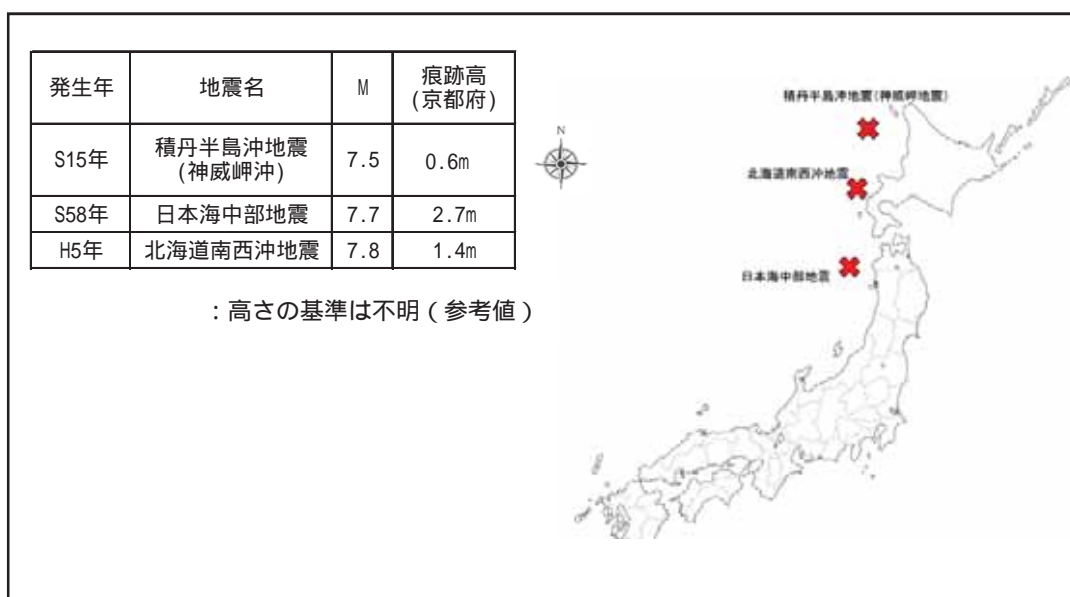 発生年 地震名 M 痕跡高
(京都府)
S15年 積丹半島沖地震
(神威岬沖) 7.5 0.6m
S58年 日本海中部地震 7.7 2.7m
H5年 北海道南西沖地震 7.8 1.4m
:高さの基準は不明(参考値)
積丹半島沖地震(神威岬地震)
N
北海道南西沖地震
日本海中部地震